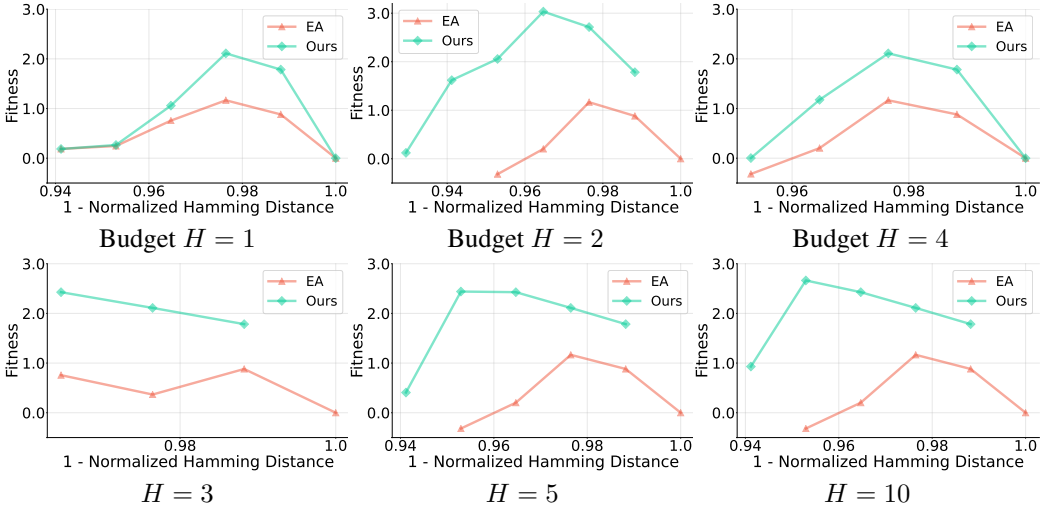 3.0
2.0
1.0
0.0
Fitness
EA
Ours
0.94 0.96 0.98 1.0
1 - Normalized Hamming Distance
Budget H = 1
3.0
2.0
1.0
0.0
Fitness
EA
Ours
0.94 0.96 0.98 1.0
1 - Normalized Hamming Distance
Budget H = 2
3.0
2.0
1.0
0.0
Fitness
EA
Ours
0.96 0.98 1.0
1 - Normalized Hamming Distance
Budget H = 4
3.0
2.0
1.0
0.0
Fitness
EA
Ours
0.98 1.0
1 - Normalized Hamming Distance
H = 3
3.0
2.0
1.0
0.0
Fitness
EA
Ours
0.94 0.96 0.98 1.0
1 - Normalized Hamming Distance
H = 5
3.0
2.0
1.0
0.0
Fitness
EA
Ours
0.94 0.96 0.98 1.0
1 - Normalized Hamming Distance
H = 10